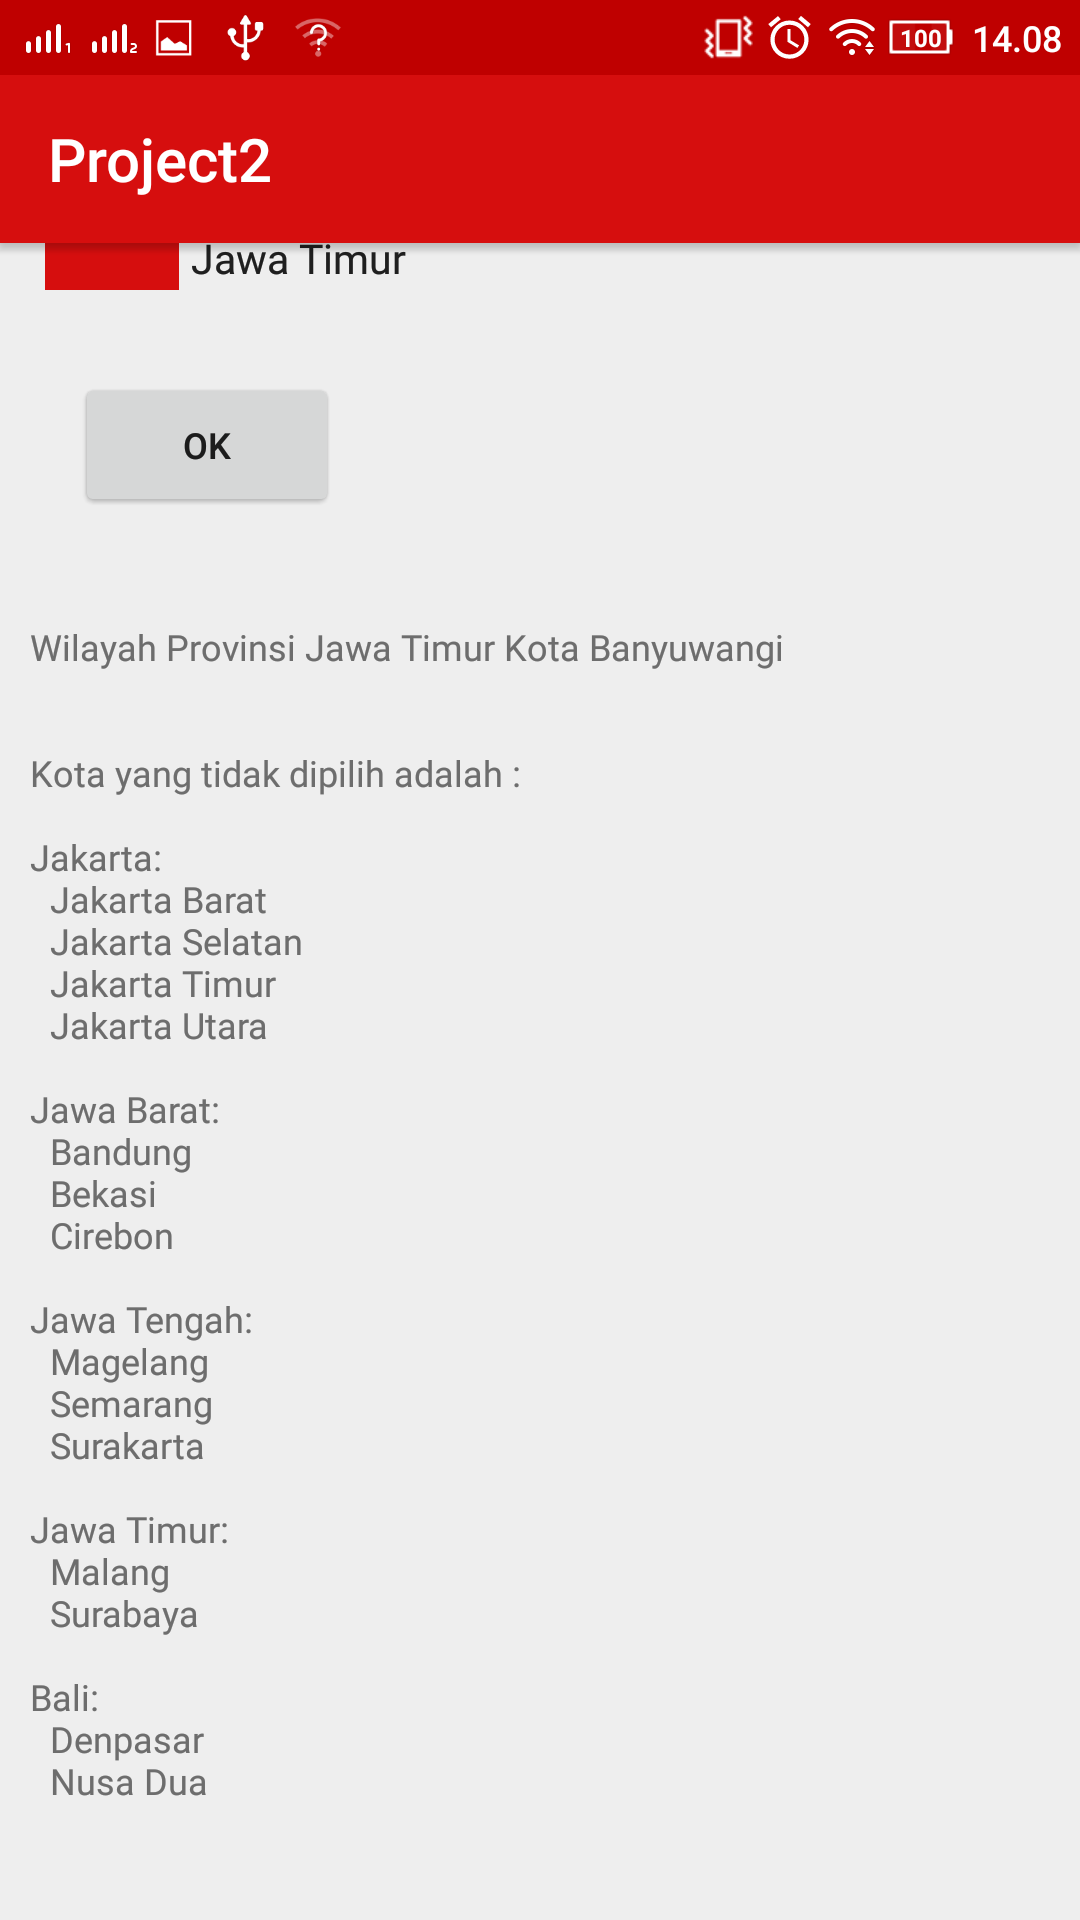 1 2 100 14.08
Project2
Jawa Timur
OK
Wilayah Provinsi Jawa Timur Kota Banyuwangi
Kota yang tidak dipilih adalah :
Jakarta:
Jakarta Barat
Jakarta Selatan
Jakarta Timur
Jakarta Utara
Jawa Barat:
Bandung
Bekasi
Cirebon
Jawa Tengah:
Magelang
Semarang
Surakarta
Jawa Timur:
Malang
Surabaya
Bali:
Denpasar
Nusa Dua